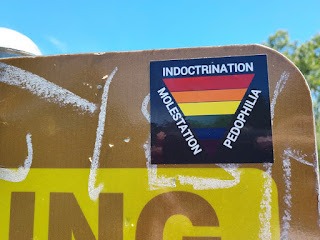 INDOCTRINATION
MOLESTATION
PEDOPHILIA
ING